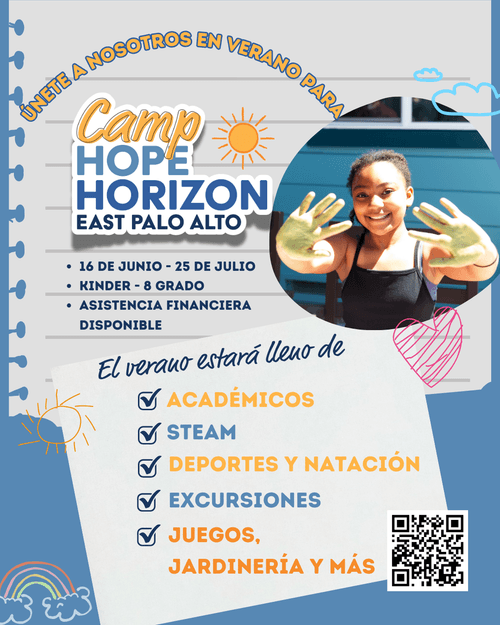 ÚNETE A NOSOTROS EN VERANO PARA
Camp
HOPE
HORIZON
EAST PALO ALTO
• 16 DE JUNIO - 25 DE JULIO
• KINDER - 8 GRADO
• ASISTENCIA FINANCIERA
DISPONIBLE
El verano estará lleno de
ACADÉMICOS
STEAM
DEPORTES Y NATACIÓN
EXCURSIONES
JUEGOS,
JARDINERÍA Y MÁS